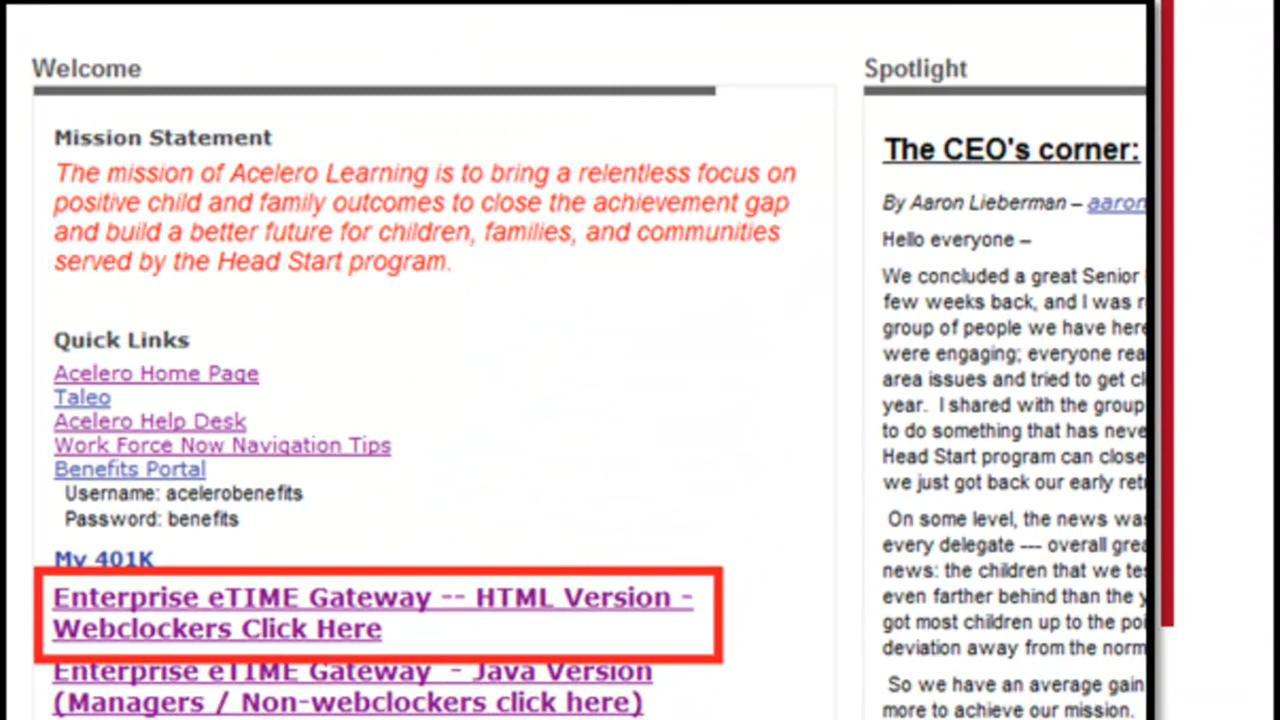 Welcome
Mission Statement
The mission of Acelero Learning is to bring a relentless focus on
positive child and family outcomes to close the achievement gap
and build a better future for children, families, and communities
served by the Head Start program.
Quick Links
Acelero Home Page
Taleo
Acelero Help Desk
Work Force Now Navigation Tips
Benefits Portal
Username: acelerobenefits
Password: benefits
My 401K
Enterprise eTIME Gateway -- HTML Version -
Webclockers Click Here
Enterprise eTIME Gateway - Java Version
(Managers / Non-webclockers click here)
Spotlight
The CEO's corner:
By Aaron Lieberman – aaron
Hello everyone –
We concluded a great Senior
few weeks back, and I was
group of people we have here
were engaging; everyone
area issues and tried to get
year. I shared with the group
to do something that has
Head Start program can close
we just got back our early
On some level, the news was
every delegate --- overall
news: the children that we
even farther behind than the
got most children up to the
deviation away from the norm
So we have an average gain
more to achieve our mission.